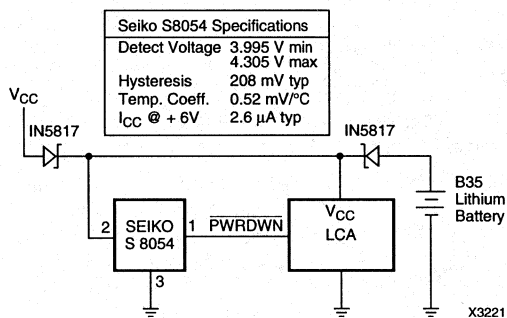 Seiko S8054 Specifications
Detect Voltage 3.995 V min
4.305 V max
Hysteresis 208 mV typ
Temp. Coeff. 0.52 mV/°C
ICC @ + 6V 2.6 µA typ
VCC
IN5817
IN5817
B35
Lithium
Battery
2
SEIKO
S 8054
1
PWRDWN
VCC
LCA
3
X3221